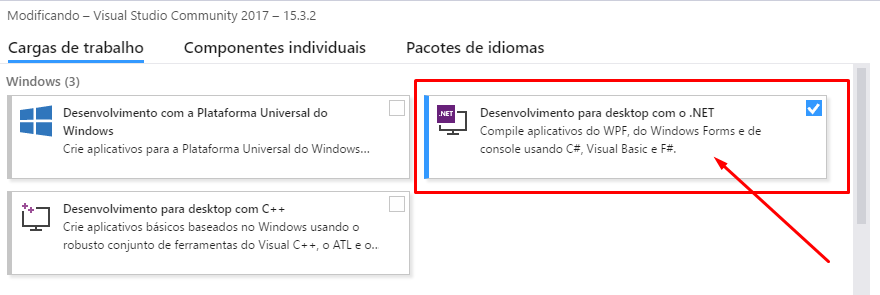 Modificando – Visual Studio Community 2017 – 15.3.2
Cargas de trabalho
Componentes individuais
Pacotes de idiomas
Windows (3)
Desenvolvimento com a Plataforma Universal do
Windows
Crie aplicativos para a Plataforma Universal do Windows...
.NET
Desenvolvimento para desktop com o .NET
Compile aplicativos do WPF, do Windows Forms e de
console usando C#, Visual Basic e F#.
Desenvolvimento para desktop com C++
Crie aplicativos básicos baseados no Windows usando o
robusto conjunto de ferramentas do Visual C++, o ATL e o...